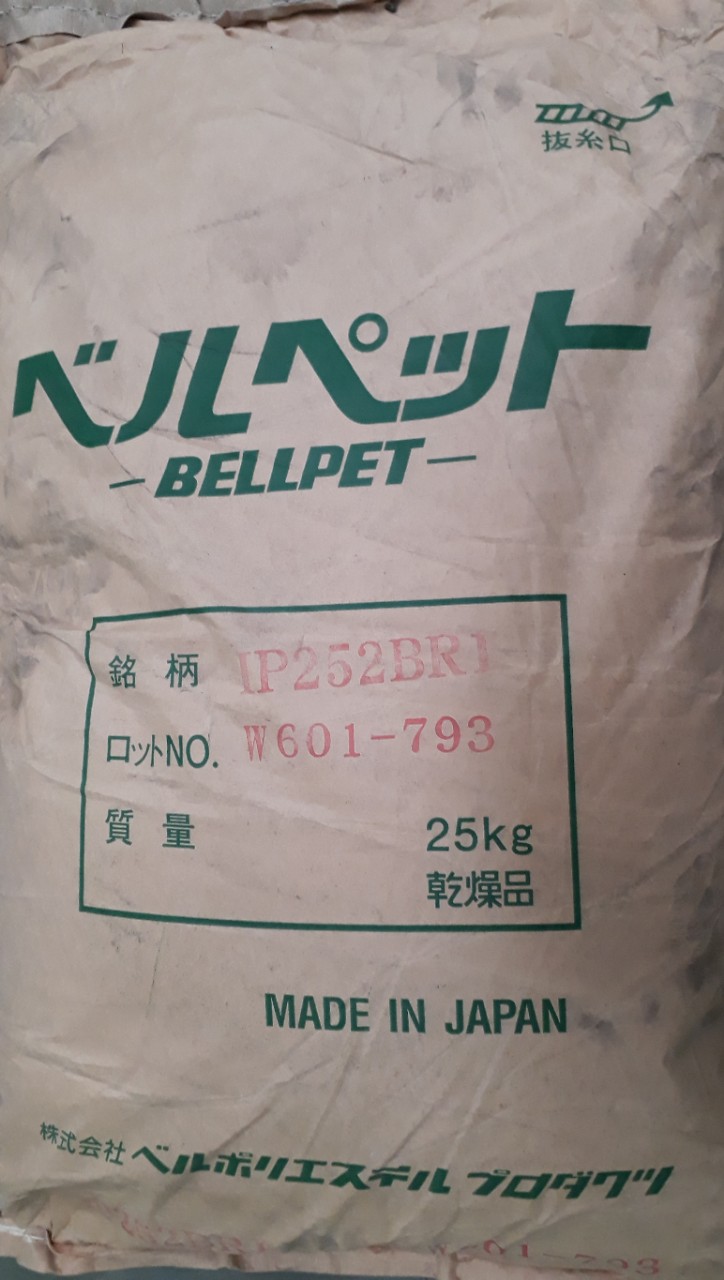 抜糸口
ベルペット
-BELLPET-
銘柄 [P252BR]
ロットNO. W601-793
質量 25kg
乾燥品
MADE IN JAPAN
株式会社 ベルポリエステル プロダクツ